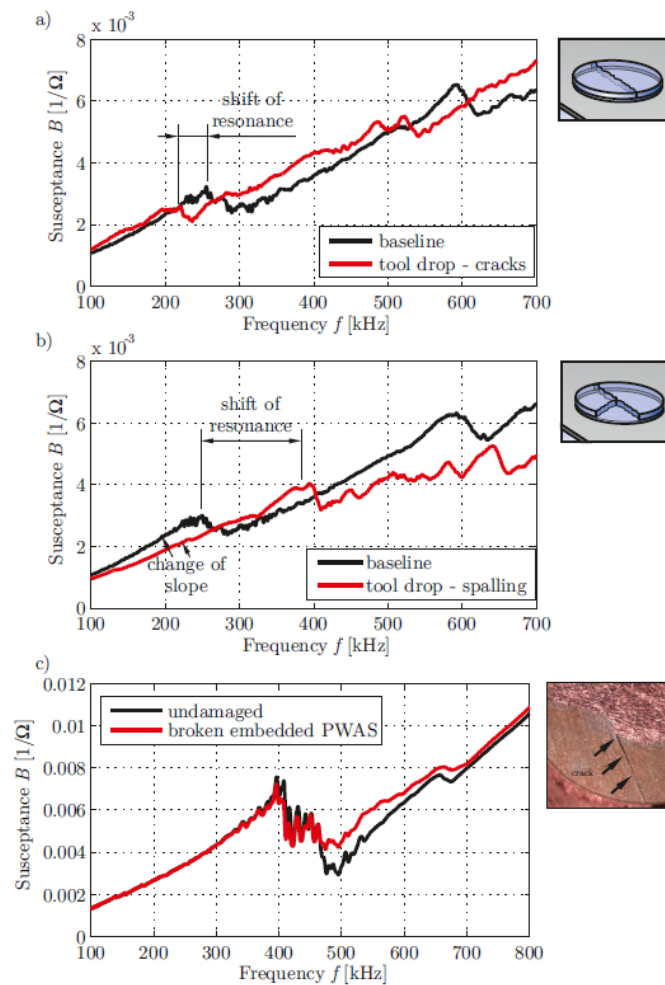 a)
x 10⁻³
8
6
4
2
0
Susceptance B [1/Ω]
shift of
resonance
baseline
tool drop - cracks
100 200 300 400 500 600 700
Frequency f [kHz]
b)
x 10⁻³
8
6
4
2
0
Susceptance B [1/Ω]
shift of
resonance
change of
slope
baseline
tool drop - spalling
100 200 300 400 500 600 700
Frequency f [kHz]
c)
0.012
0.01
0.008
0.006
0.004
0.002
0
Susceptance B [1/Ω]
undamaged
broken embedded PWAS
crack
100 200 300 400 500 600 700 800
Frequency f [kHz]